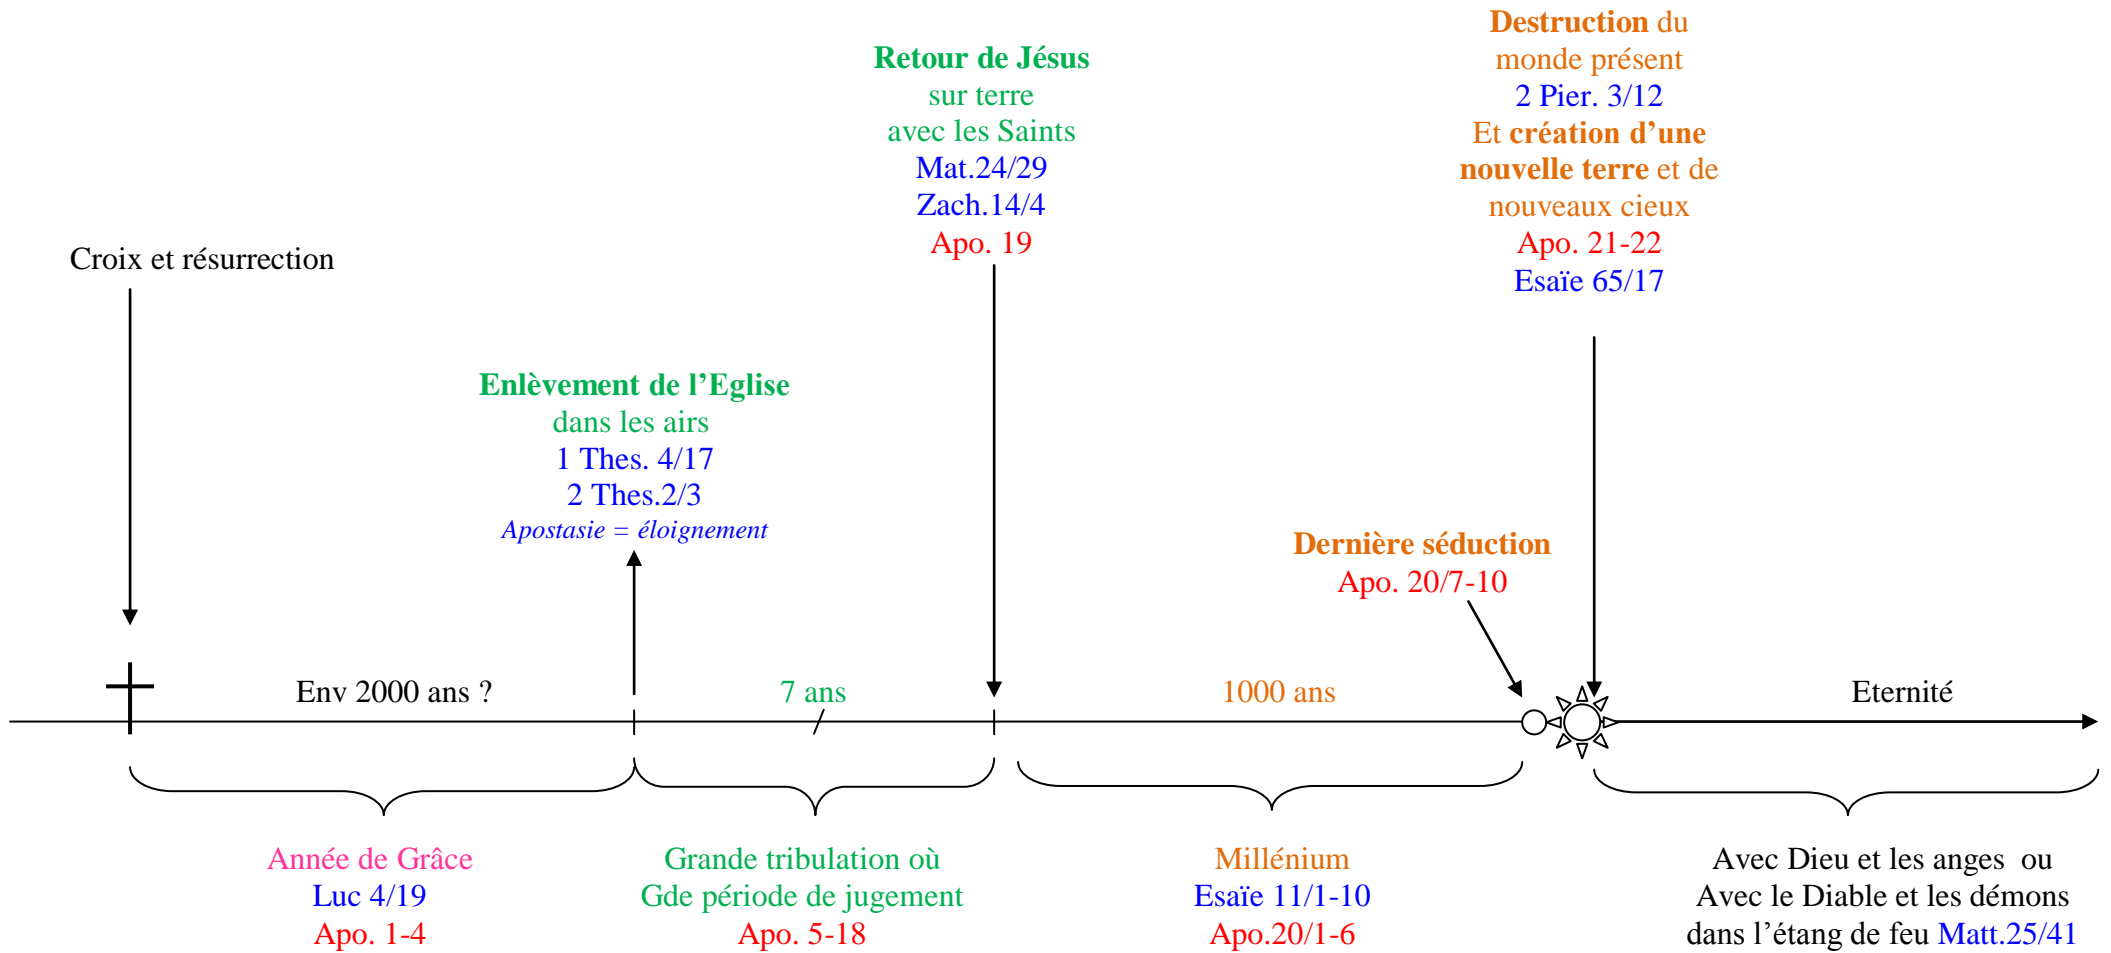 Destruction du
monde présent
2 Pier. 3/12
Et création d’une
nouvelle terre et de
nouveaux cieux
Apo. 21-22
Esaïe 65/17
Retour de Jésus
sur terre
avec les Saints
Mat.24/29
Zach.14/4
Apo. 19
Croix et résurrection
Enlèvement de l’Eglise
dans les airs
1 Thes. 4/17
2 Thes.2/3
Apostasie = éloignement
Dernière séduction
Apo. 20/7-10
Env 2000 ans ?
7 ans
1000 ans
Eternité
Année de Grâce
Luc 4/19
Apo. 1-4
Grande tribulation où
Gde période de jugement
Apo. 5-18
Millénium
Esaïe 11/1-10
Apo.20/1-6
Avec Dieu et les anges ou
Avec le Diable et les démons
dans l’étang de feu Matt.25/41